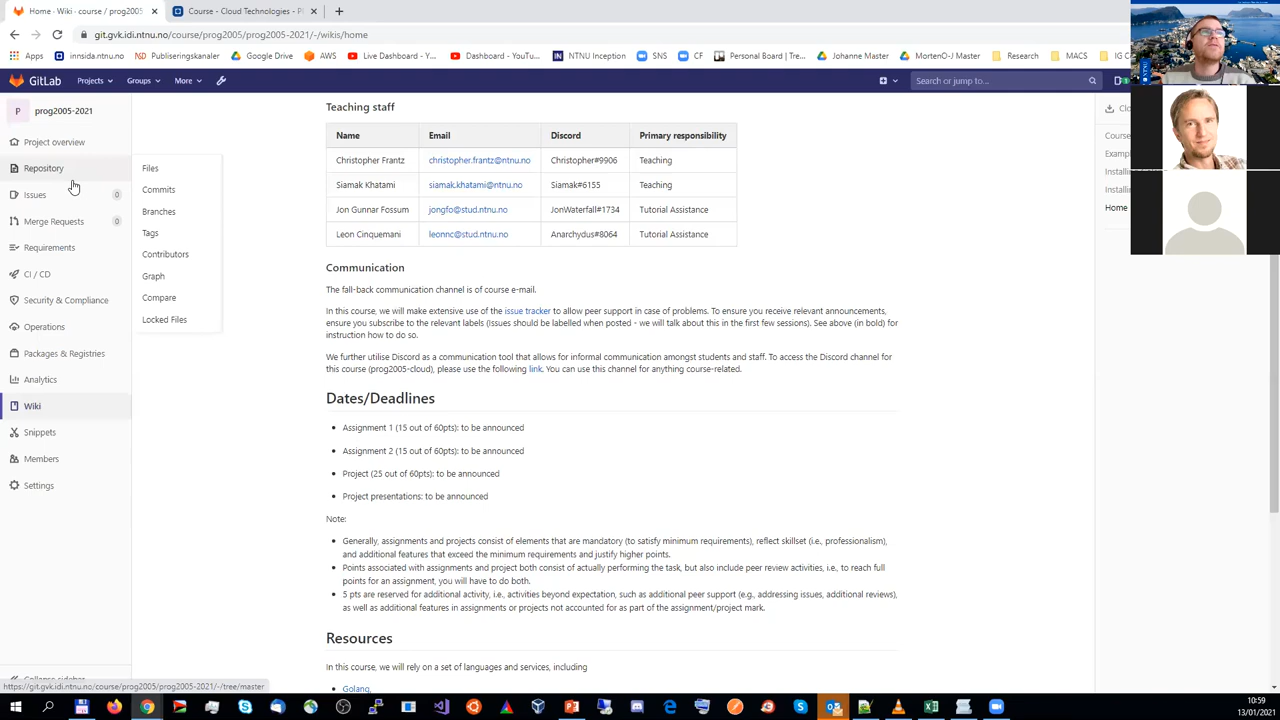 Home · Wiki · course / prog2005
Course - Cloud Technologies - P
git.gvk.idi.ntnu.no/course/prog2005/prog2005-2021/-/wikis/home
Apps
innsida.ntnu.no
Publiseringskanaler
Google Drive
AWS
Live Dashboard - Y...
Dashboard - YouTu...
NTNU Inception
SNS
CF
Personal Board | Tre...
Johanne Master
MortenO-J Master
Research
MACS
IG C
GitLab
Projects
Groups
More
Search or jump to...
P
prog2005-2021
Project overview
Repository
Issues
0
Merge Requests
0
Requirements
CI / CD
Security & Compliance
Operations
Packages & Registries
Analytics
Wiki
Snippets
Members
Settings
Collapse sidebar
Files
Commits
Branches
Tags
Contributors
Graph
Compare
Locked Files
Teaching staff
Name Email Discord Primary responsibility
Christopher Frantz christopher.frantz@ntnu.no Christopher#9906 Teaching
Siamak Khatami siamak.khatami@ntnu.no Siamak#6155 Teaching
Jon Gunnar Fossum jongfo@stud.ntnu.no JonWaterfall#1734 Tutorial Assistance
Leon Cinquemani leonnc@stud.ntnu.no Anarchydus#8064 Tutorial Assistance
Communication
The fall-back communication channel is of course e-mail.
In this course, we will make extensive use of the issue tracker to allow peer support in case of problems. To ensure you receive relevant announcements,
ensure you subscribe to the relevant labels (Issues should be labelled when posted - we will talk about this in the first few sessions). See above (in bold) for
instruction how to do so.
We further utilise Discord as a communication tool that allows for informal communication amongst students and staff. To access the Discord channel for
this course (prog2005-cloud), please use the following link. You can use this channel for anything course-related.
Dates/Deadlines
• Assignment 1 (15 out of 60pts): to be announced
• Assignment 2 (15 out of 60pts): to be announced
• Project (25 out of 60pts): to be announced
• Project presentations: to be announced
Note:
• Generally, assignments and projects consist of elements that are mandatory (to satisfy minimum requirements), reflect skillset (i.e., professionalism),
and additional features that exceed the minimum requirements and justify higher points.
• Points associated with assignments and project both consist of actually performing the task, but also include peer review activities, i.e., to reach full
points for an assignment, you will have to do both.
• 5 pts are reserved for additional activity, i.e., activities beyond expectation, such as additional peer support (e.g., addressing issues, additional reviews),
as well as additional features in assignments or projects not accounted for as part of the assignment/project mark.
Resources
In this course, we will rely on a set of languages and services, including
• Golang,
Clo
Course
Examp
Installin
Installin
Home
NTNU
https://git.gvk.idi.ntnu.no/course/prog2005/prog2005-2021/-/tree/master
10:59
13/01/2021